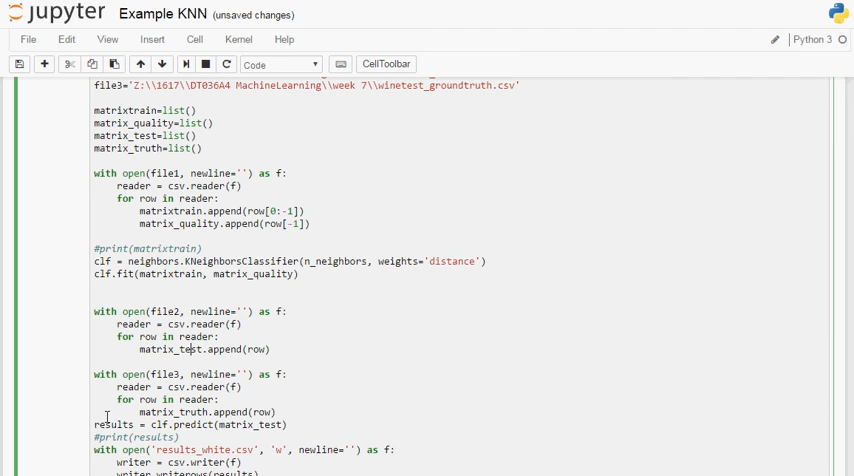 jupyter Example KNN (unsaved changes)
File Edit View Insert Cell Kernel Help Python 3
Code CellToolbar
file3='Z:\\1617\\DT036A4 MachineLearning\\week 7\\winetest_groundtruth.csv'
matrixtrain=list()
matrix_quality=list()
matrix_test=list()
matrix_truth=list()
with open(file1, newline='') as f:
    reader = csv.reader(f)
    for row in reader:
        matrixtrain.append(row[0:-1])
        matrix_quality.append(row[-1])
#print(matrixtrain)
clf = neighbors.KNeighborsClassifier(n_neighbors, weights='distance')
clf.fit(matrixtrain, matrix_quality)
with open(file2, newline='') as f:
    reader = csv.reader(f)
    for row in reader:
        matrix_test.append(row)
with open(file3, newline='') as f:
    reader = csv.reader(f)
    for row in reader:
        matrix_truth.append(row)
results = clf.predict(matrix_test)
#print(results)
with open('results_white.csv', 'w', newline='') as f:
    writer = csv.writer(f)
    writer.writerows(results)